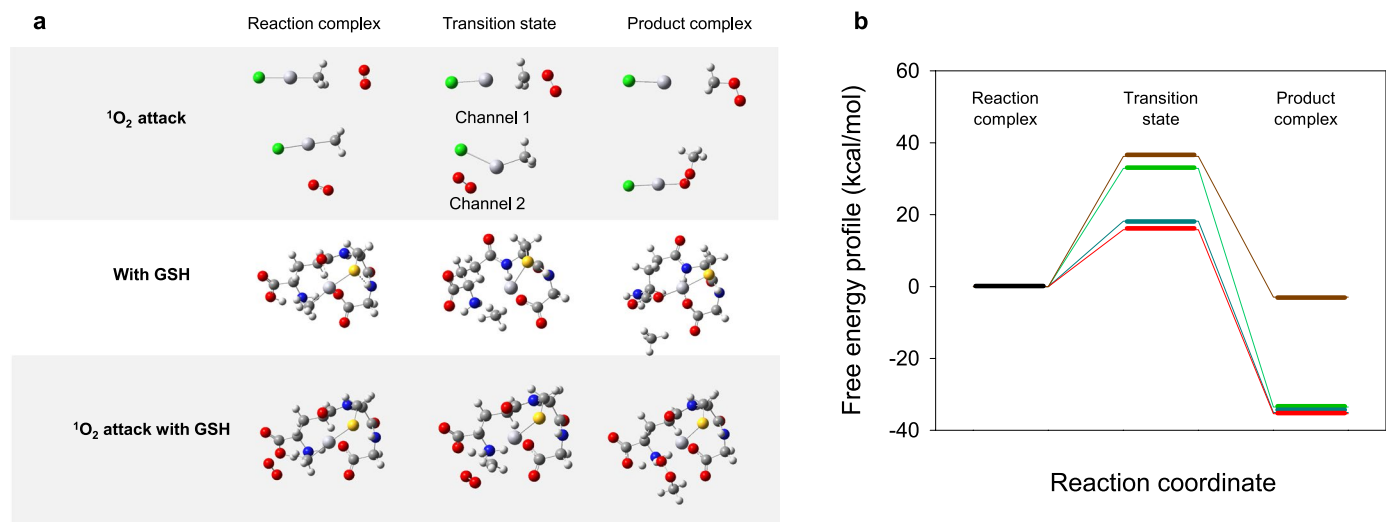 a
Reaction complex
Transition state
Product complex
¹O₂ attack
Channel 1
Channel 2
With GSH
¹O₂ attack with GSH
b
Free energy profile (kcal/mol)
60
40
20
0
-20
-40
Reaction
complex
Transition
state
Product
complex
Reaction coordinate